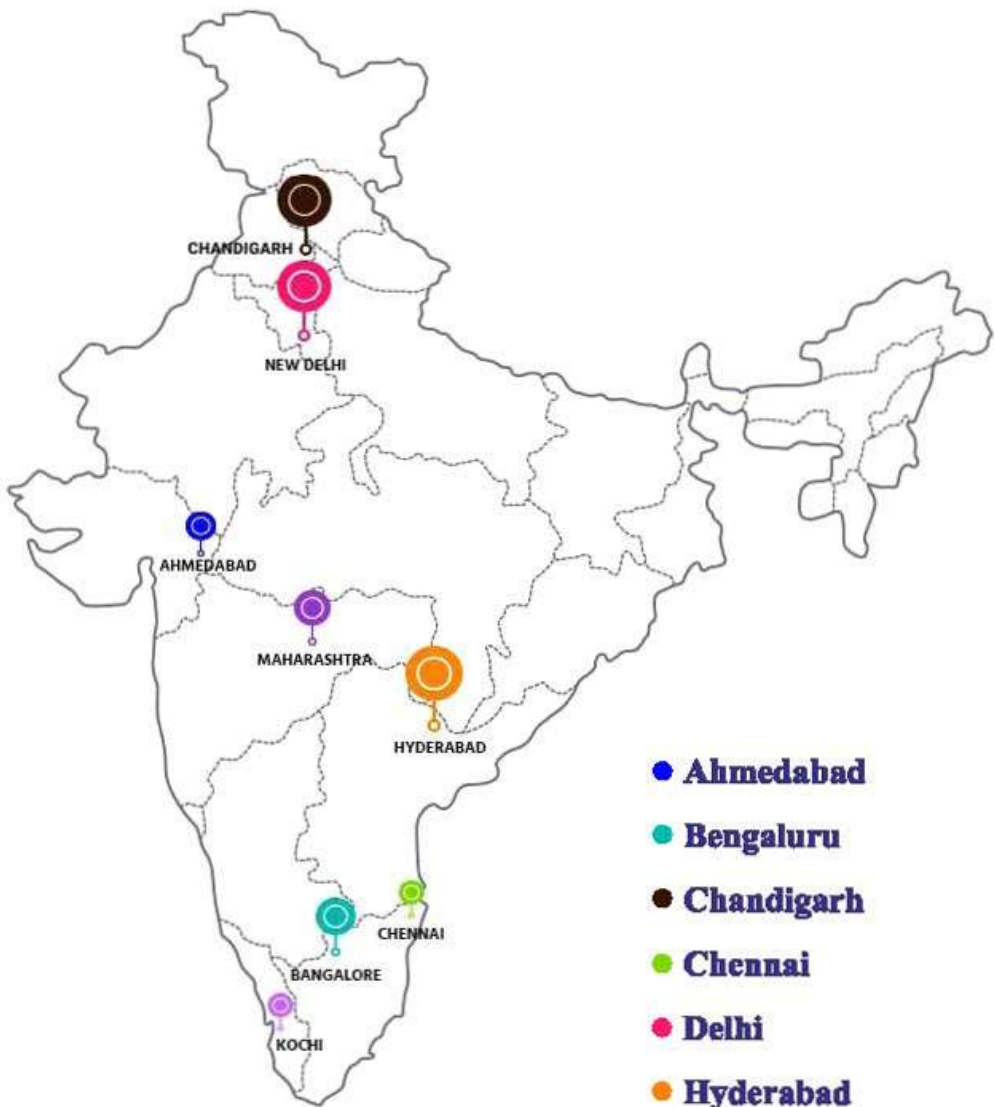 CHANDIGARH
NEW DELHI
AHMEDABAD
MAHARASHTRA
HYDERABAD
CHENNAI
BANGALORE
KOCHI
Ahmedabad
Bengaluru
Chandigarh
Chennai
Delhi
Hyderabad